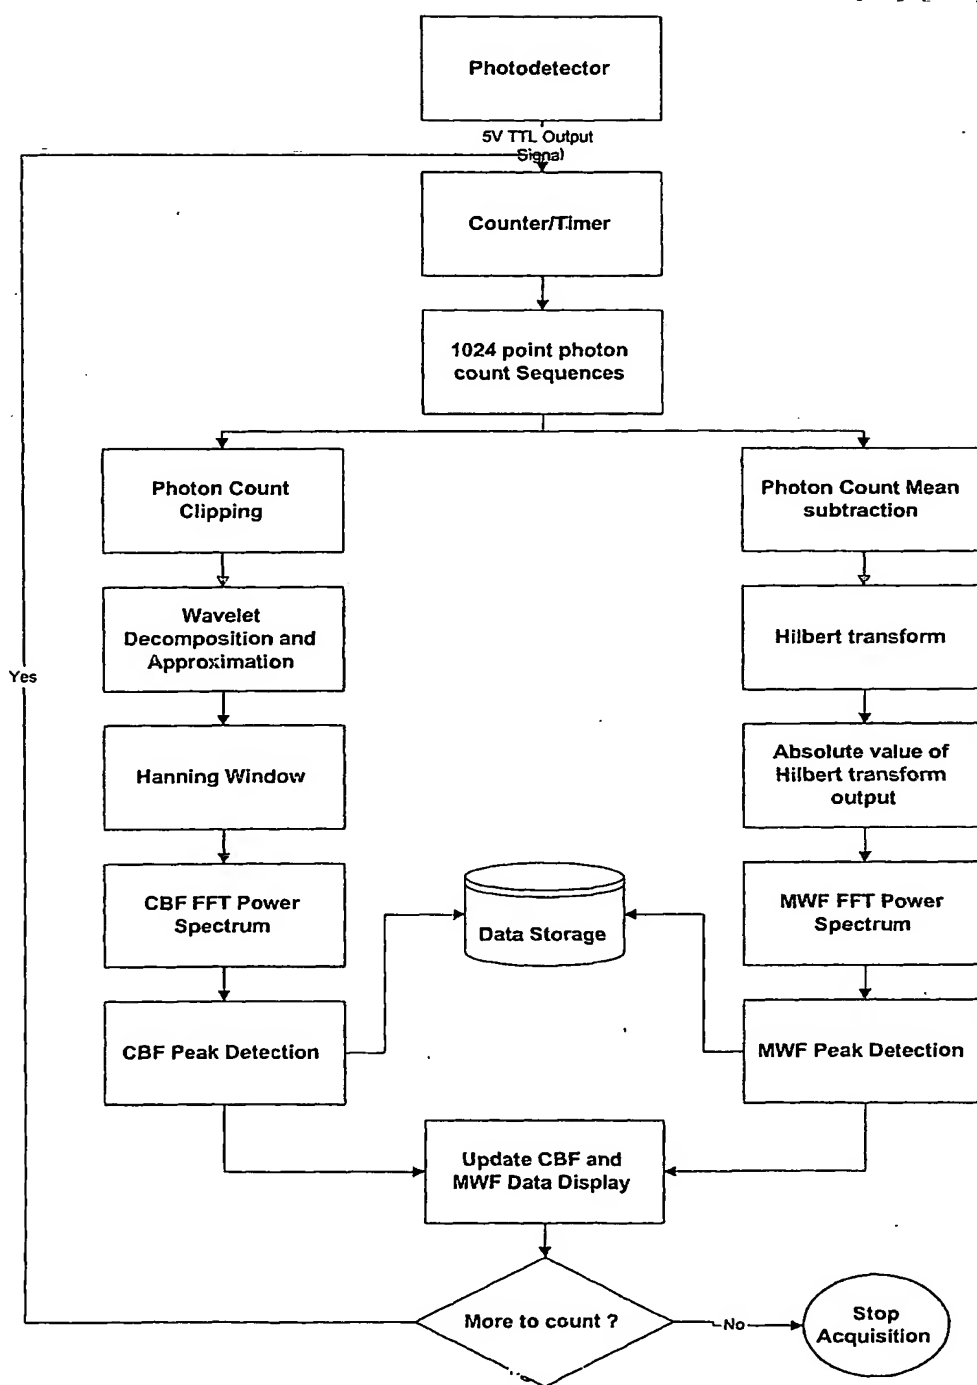 Photodetector
5V TTL Output
Signal
Counter/Timer
1024 point photon
count Sequences
Photon Count
Clipping
Photon Count Mean
subtraction
Wavelet
Decomposition and
Approximation
Hilbert transform
Yes
Hanning Window
Absolute value of
Hilbert transform
output
CBF FFT Power
Spectrum
Data Storage
MWF FFT Power
Spectrum
CBF Peak Detection
MWF Peak Detection
Update CBF and
MWF Data Display
More to count ?
No
Stop
Acquisition